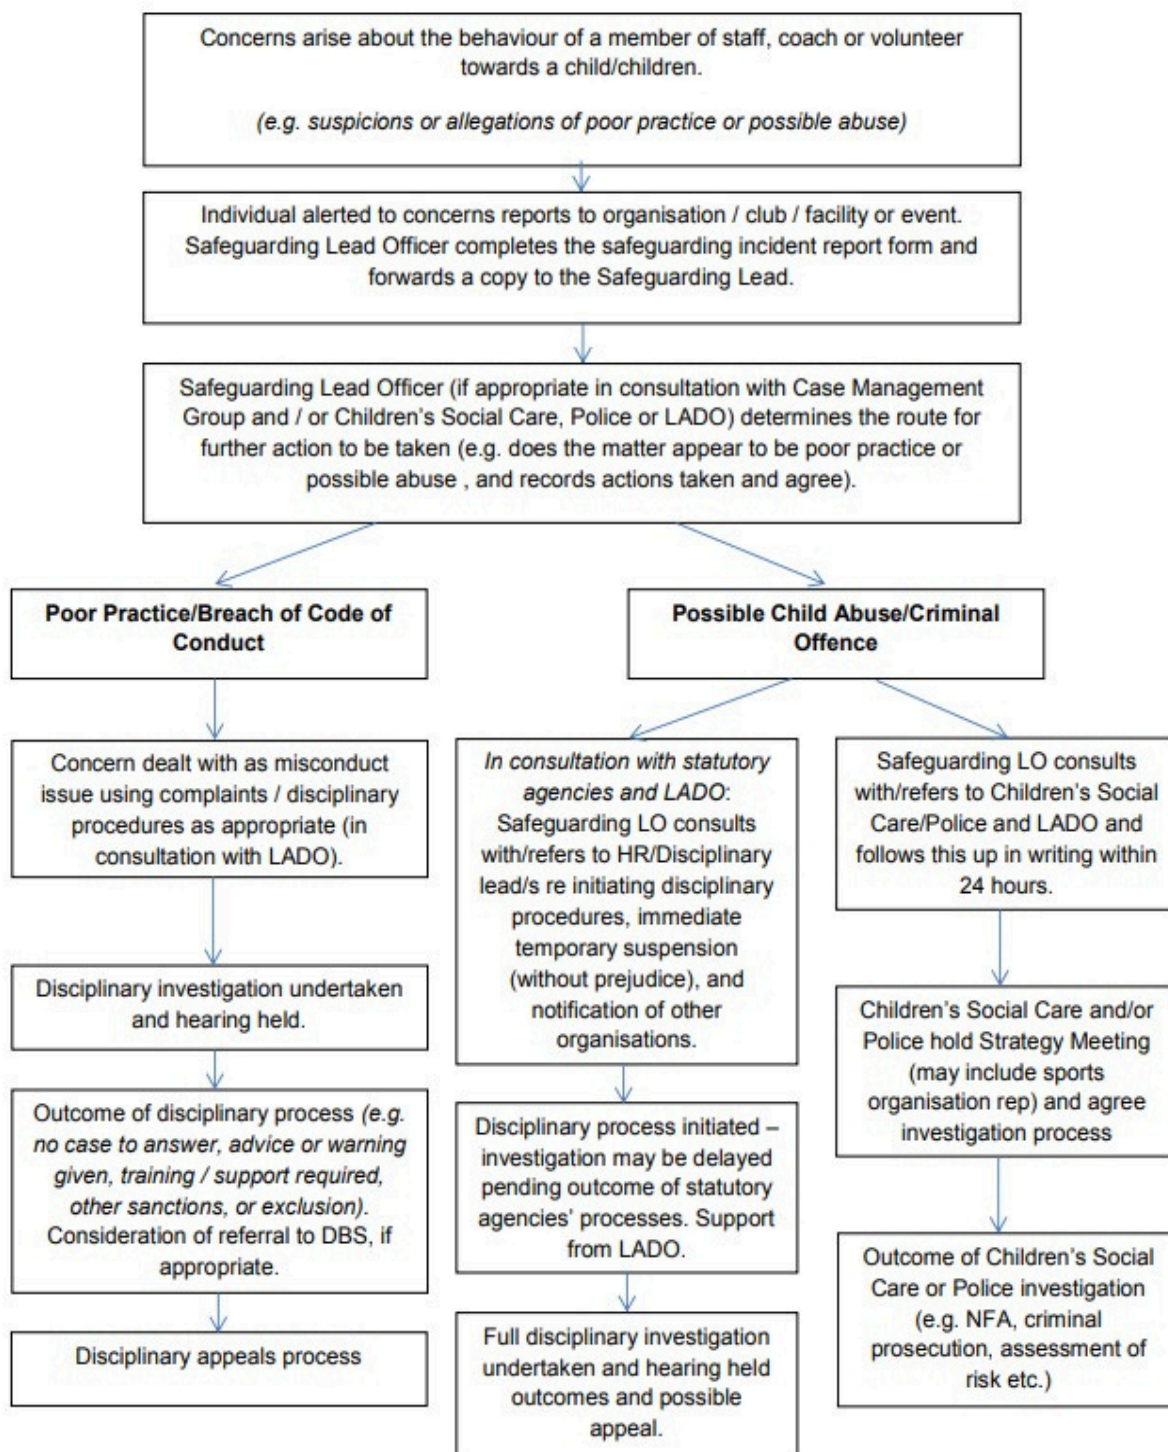 Concerns arise about the behaviour of a member of staff, coach or volunteer
towards a child/children.
(e.g. suspicions or allegations of poor practice or possible abuse)
Individual alerted to concerns reports to organisation / club / facility or event.
Safeguarding Lead Officer completes the safeguarding incident report form and
forwards a copy to the Safeguarding Lead.
Safeguarding Lead Officer (if appropriate in consultation with Case Management
Group and / or Children's Social Care, Police or LADO) determines the route for
further action to be taken (e.g. does the matter appear to be poor practice or
possible abuse , and records actions taken and agree).
Poor Practice/Breach of Code of
Conduct
Concern dealt with as misconduct
issue using complaints / disciplinary
procedures as appropriate (in
consultation with LADO).
Disciplinary investigation undertaken
and hearing held.
Outcome of disciplinary process (e.g.
no case to answer, advice or warning
given, training / support required,
other sanctions, or exclusion).
Consideration of referral to DBS, if
appropriate.
Disciplinary appeals process
Possible Child Abuse/Criminal
Offence
In consultation with statutory
agencies and LADO:
Safeguarding LO consults
with/refers to HR/Disciplinary
lead/s re initiating disciplinary
procedures, immediate
temporary suspension
(without prejudice), and
notification of other
organisations.
Disciplinary process initiated –
investigation may be delayed
pending outcome of statutory
agencies' processes. Support
from LADO.
Full disciplinary investigation
undertaken and hearing held
outcomes and possible
appeal.
Safeguarding LO consults
with/refers to Children's Social
Care/Police and LADO and
follows this up in writing within
24 hours.
Children's Social Care and/or
Police hold Strategy Meeting
(may include sports
organisation rep) and agree
investigation process
Outcome of Children's Social
Care or Police investigation
(e.g. NFA, criminal
prosecution, assessment of
risk etc.)